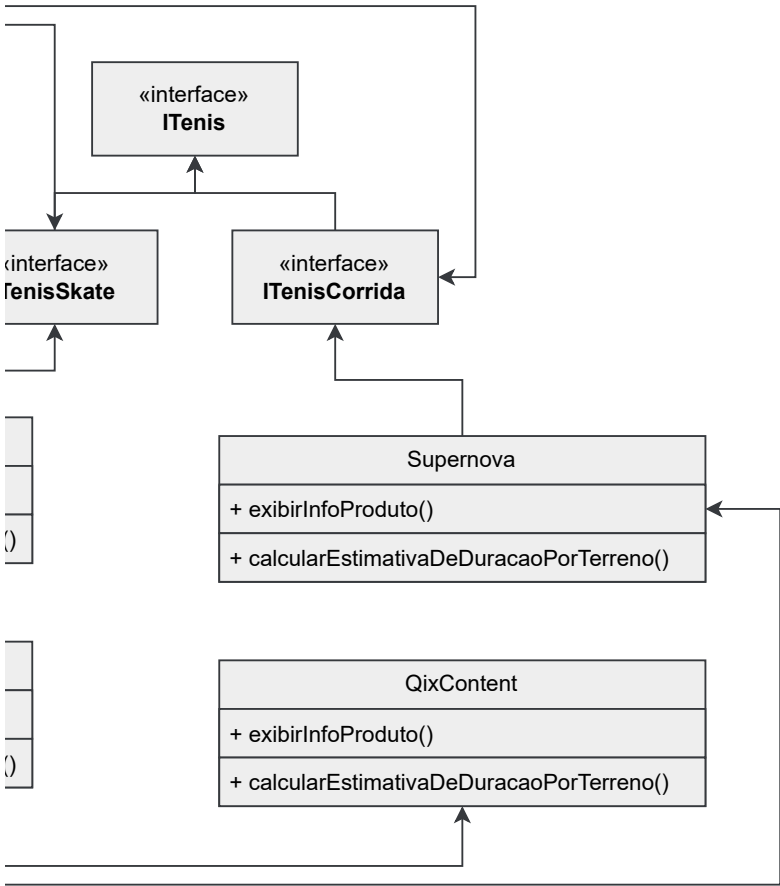 «interface»
ITenis
«interface»
TenisSkate
«interface»
ITenisCorrida
Supernova
+ exibirInfoProduto()
()
+ calcularEstimativaDeDuracaoPorTerreno()
QixContent
+ exibirInfoProduto()
()
+ calcularEstimativaDeDuracaoPorTerreno()